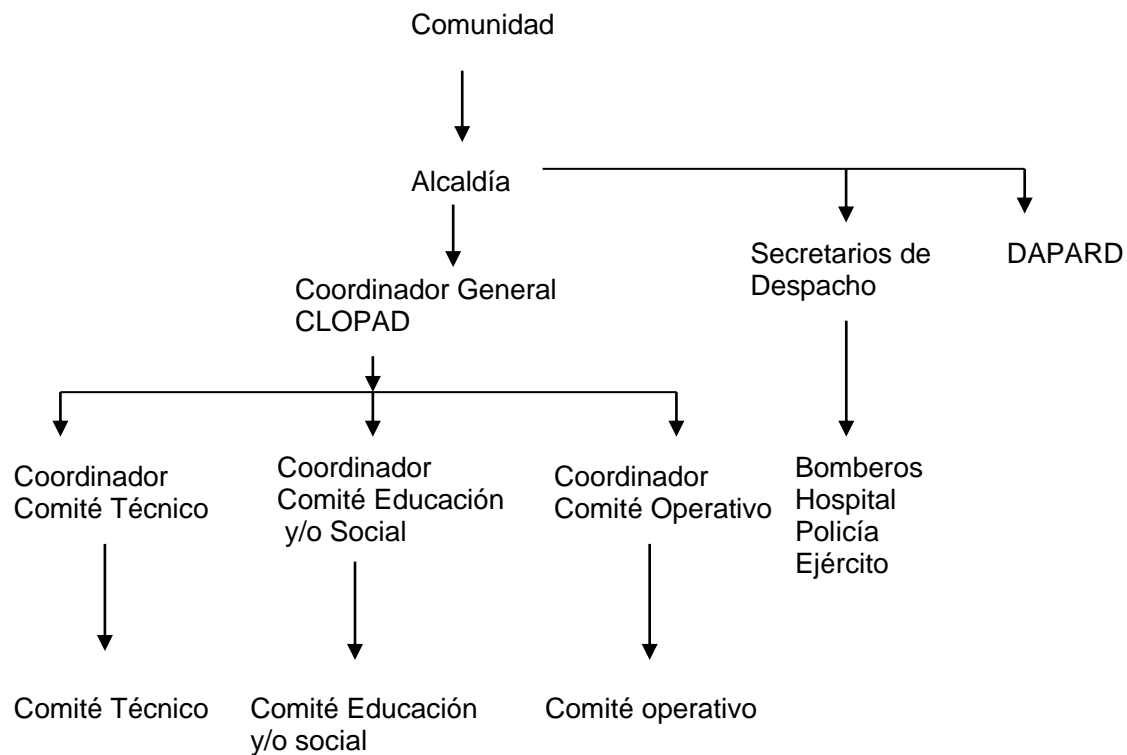 Comunidad
Alcaldía
Secretarios de
Despacho
DAPARD
Coordinador General
CLOPAD
Coordinador
Comité Técnico
Coordinador
Comité Educación
y/o Social
Coordinador
Comité Operativo
Bomberos
Hospital
Policía
Ejército
Comité Técnico
Comité Educación
y/o social
Comité operativo